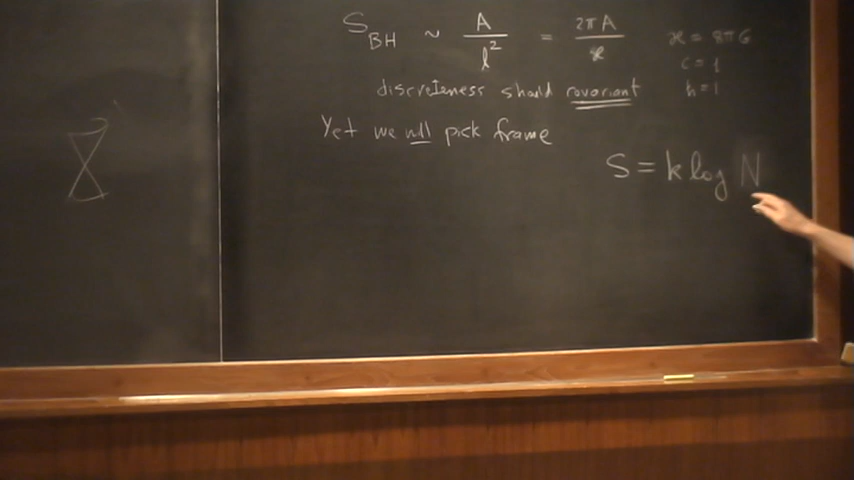 S_BH ~ A / l² = 2πA / ϰ
ϰ = 8πG
c = 1
ħ = 1
discreteness should covariant
Yet we will pick frame
S = k log N